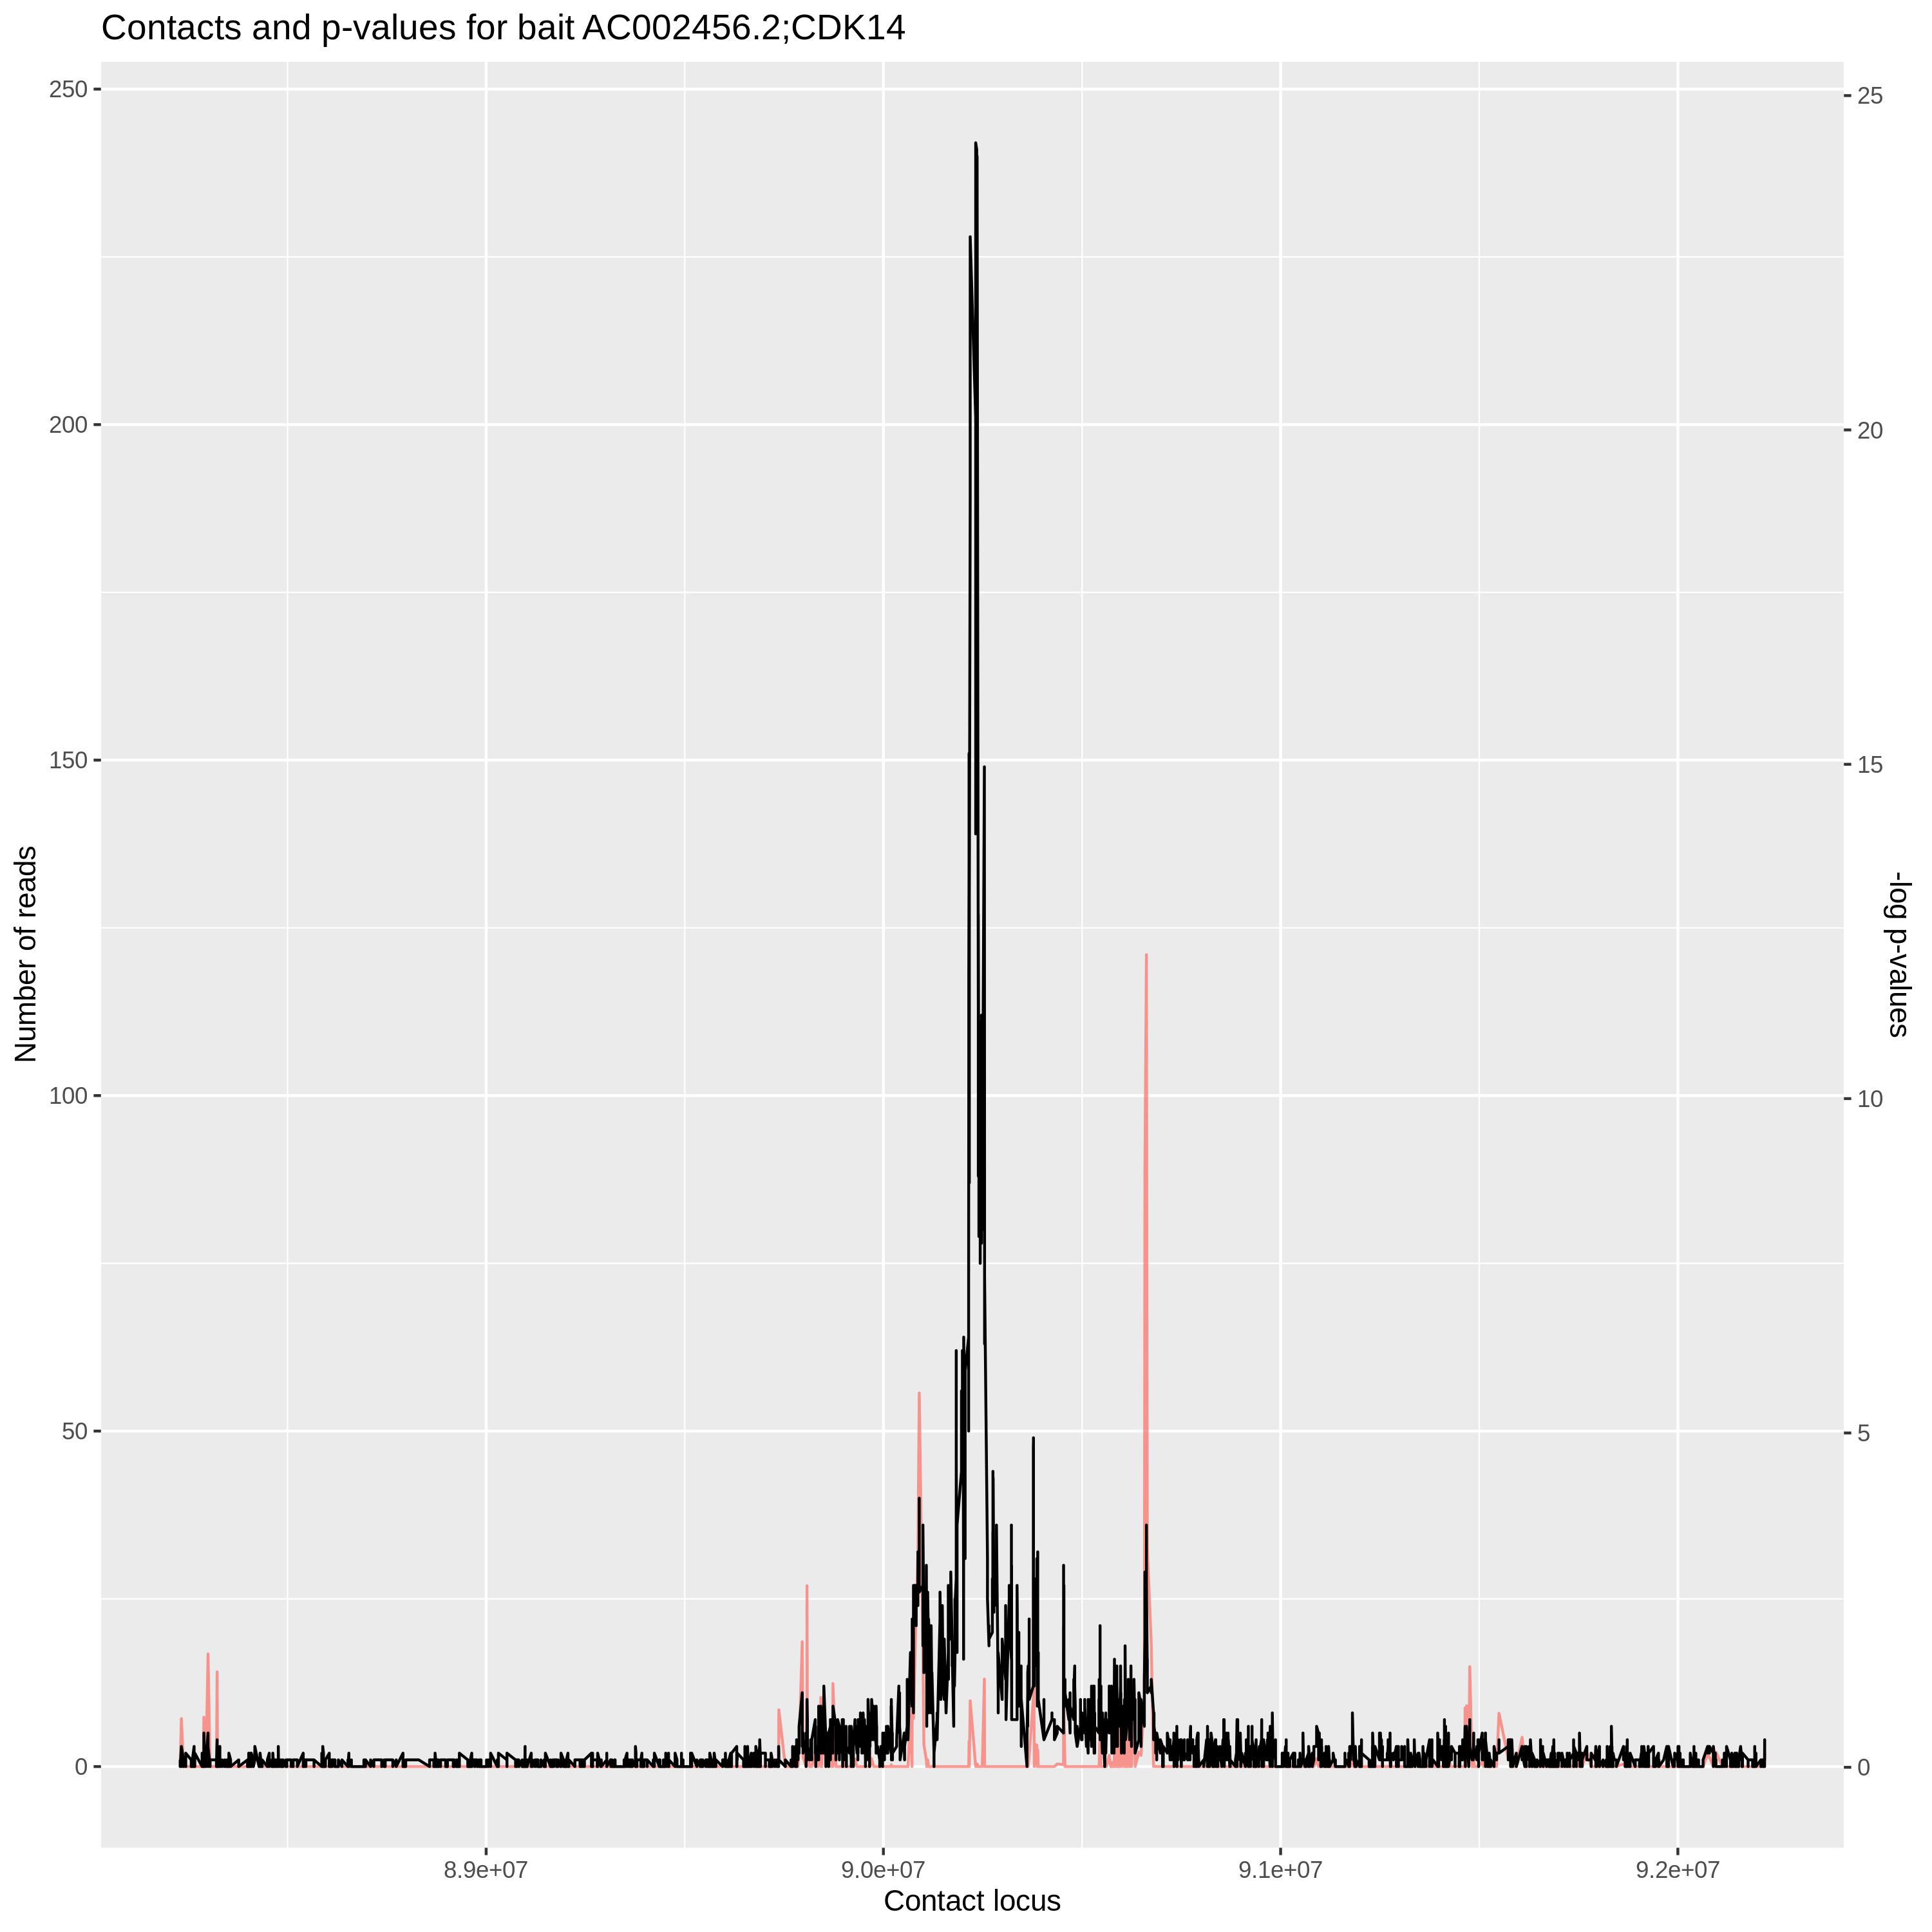 Contacts and p-values for bait AC002456.2;CDK14
250
200
150
100
50
0
Number of reads
25
20
15
10
5
0
-log p-values
8.9e+07
9.0e+07
9.1e+07
9.2e+07
Contact locus